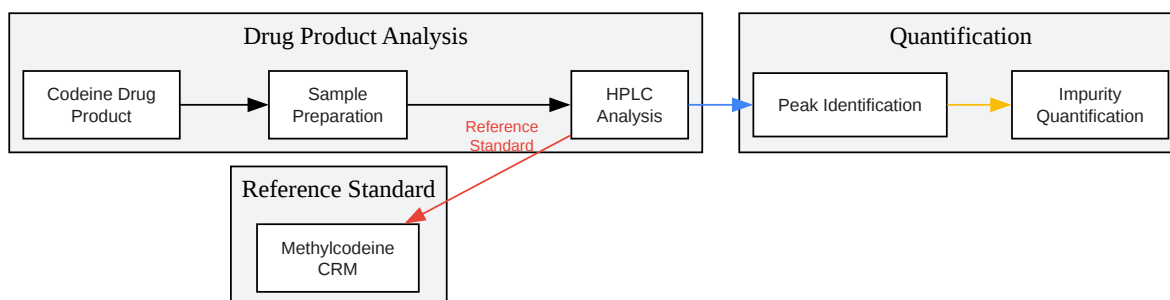 Drug Product Analysis
Codeine Drug
Product
Sample
Preparation
HPLC
Analysis
Reference
Standard
Quantification
Peak Identification
Impurity
Quantification
Reference Standard
Methylcodeine
CRM